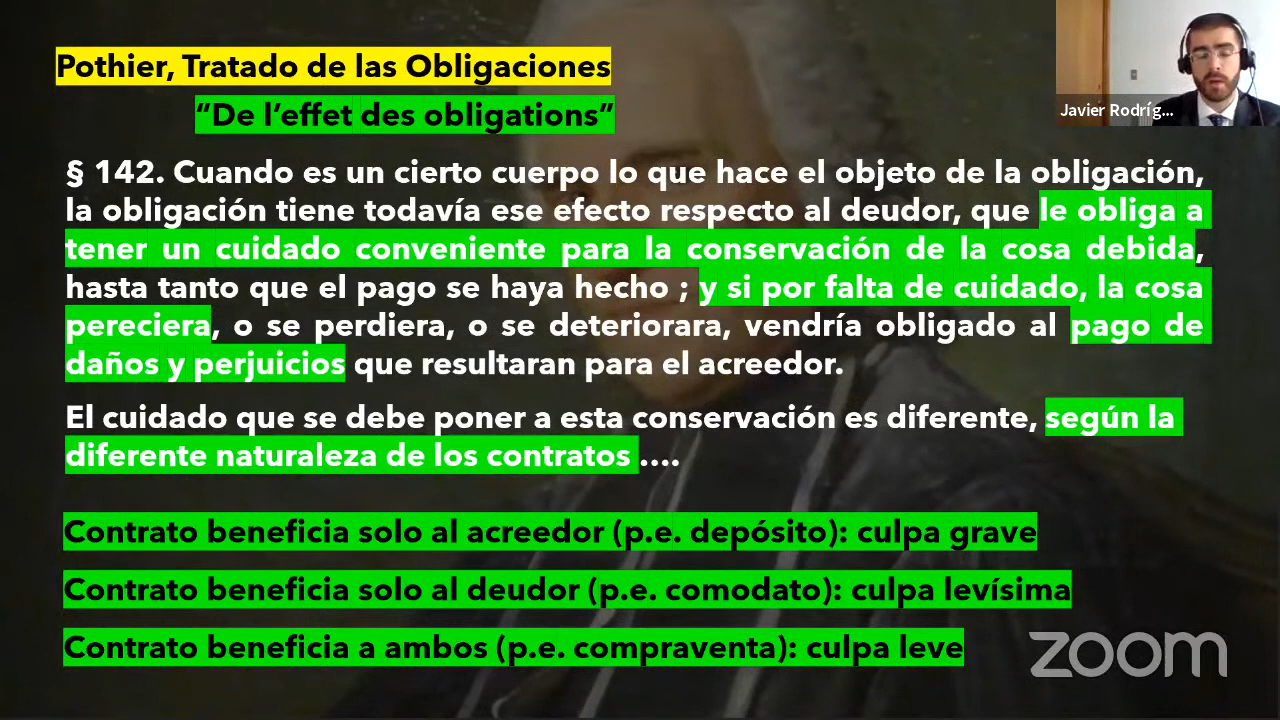 Pothier, Tratado de las Obligaciones
“De l’effet des obligations”
§ 142. Cuando es un cierto cuerpo lo que hace el objeto de la obligación,
la obligación tiene todavía ese efecto respecto al deudor, que le obliga a
tener un cuidado conveniente para la conservación de la cosa debida,
hasta tanto que el pago se haya hecho ; y si por falta de cuidado, la cosa
pereciera, o se perdiera, o se deteriorara, vendría obligado al pago de
daños y perjuicios que resultaran para el acreedor.
El cuidado que se debe poner a esta conservación es diferente, según la
diferente naturaleza de los contratos ….
Contrato beneficia solo al acreedor (p.e. depósito): culpa grave
Contrato beneficia solo al deudor (p.e. comodato): culpa levísima
Contrato beneficia a ambos (p.e. compraventa): culpa leve
Javier Rodríg...
zoom